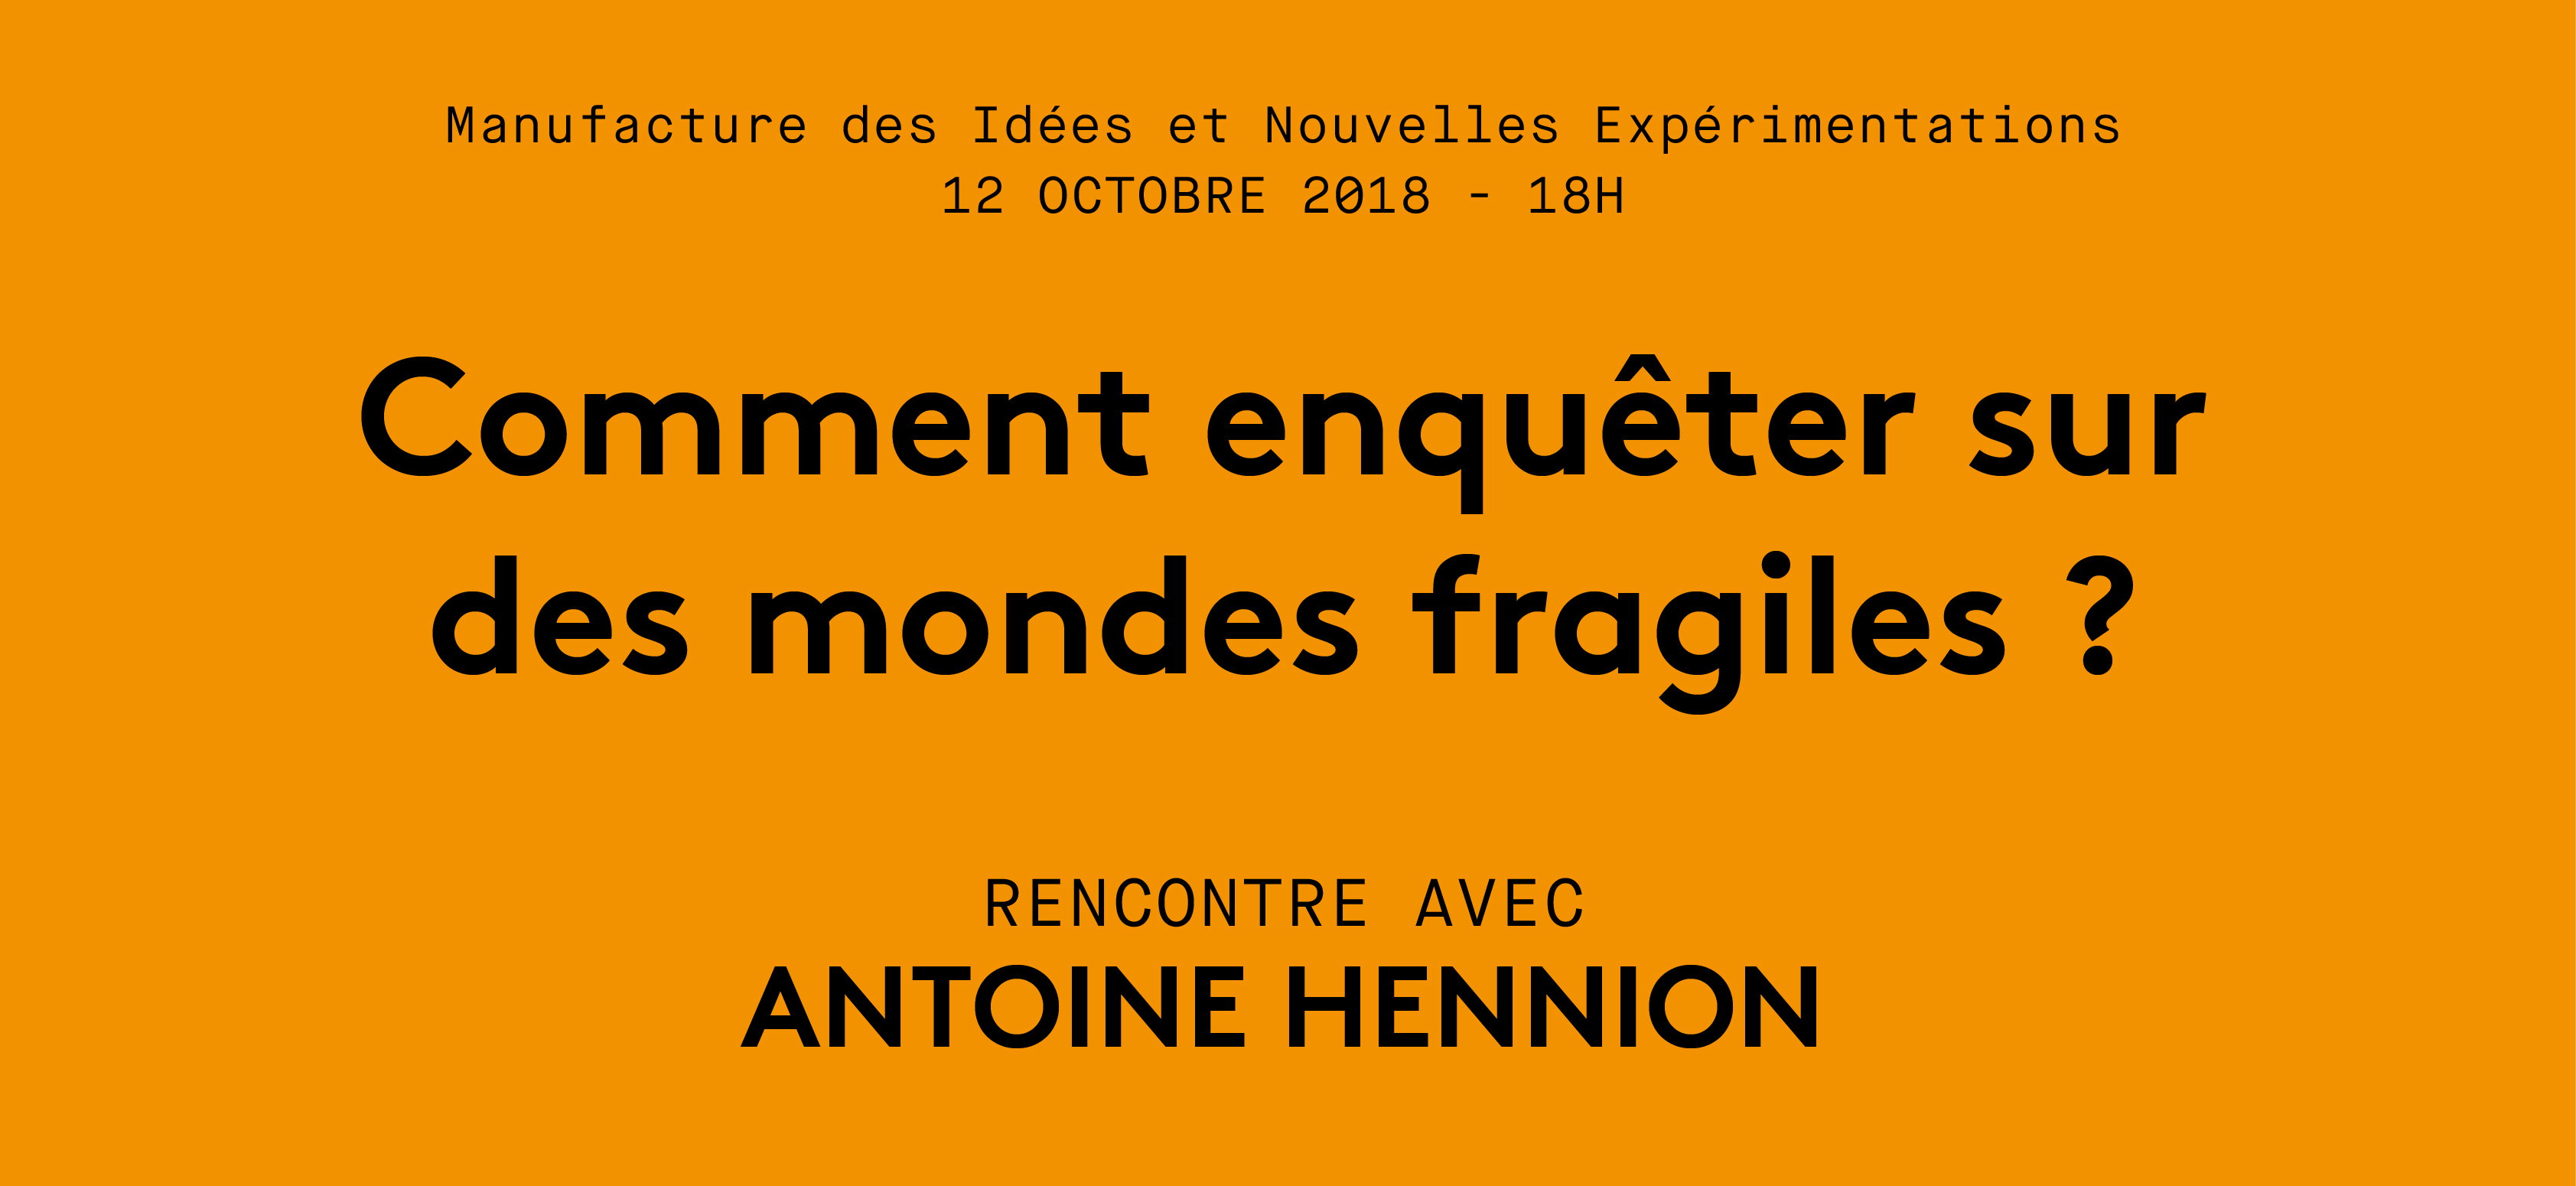 Manufacture des Idées et Nouvelles Expérimentations
12 OCTOBRE 2018 - 18H
Comment enquêter sur
des mondes fragiles ?
RENCONTRE AVEC
ANTOINE HENNION